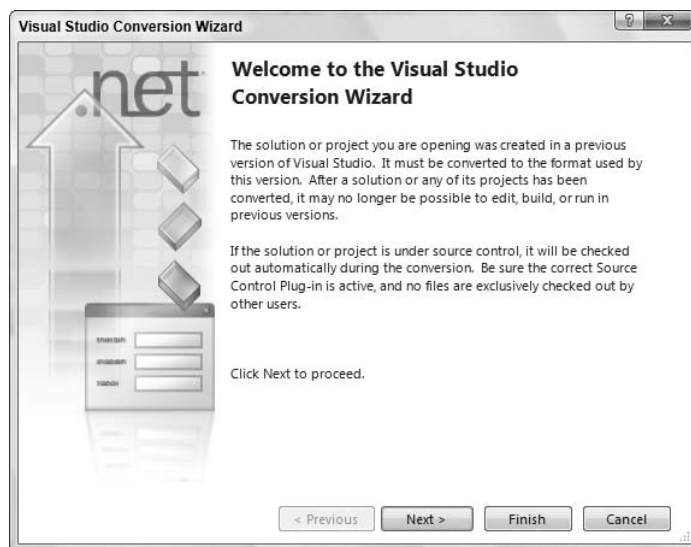 Visual Studio Conversion Wizard
.net
Welcome to the Visual Studio
Conversion Wizard
The solution or project you are opening was created in a previous
version of Visual Studio. It must be converted to the format used by
this version. After a solution or any of its projects has been
converted, it may no longer be possible to edit, build, or run in
previous versions.
If the solution or project is under source control, it will be checked
out automatically during the conversion. Be sure the correct Source
Control Plug-in is active, and no files are exclusively checked out by
other users.
Click Next to proceed.
< Previous
Next >
Finish
Cancel